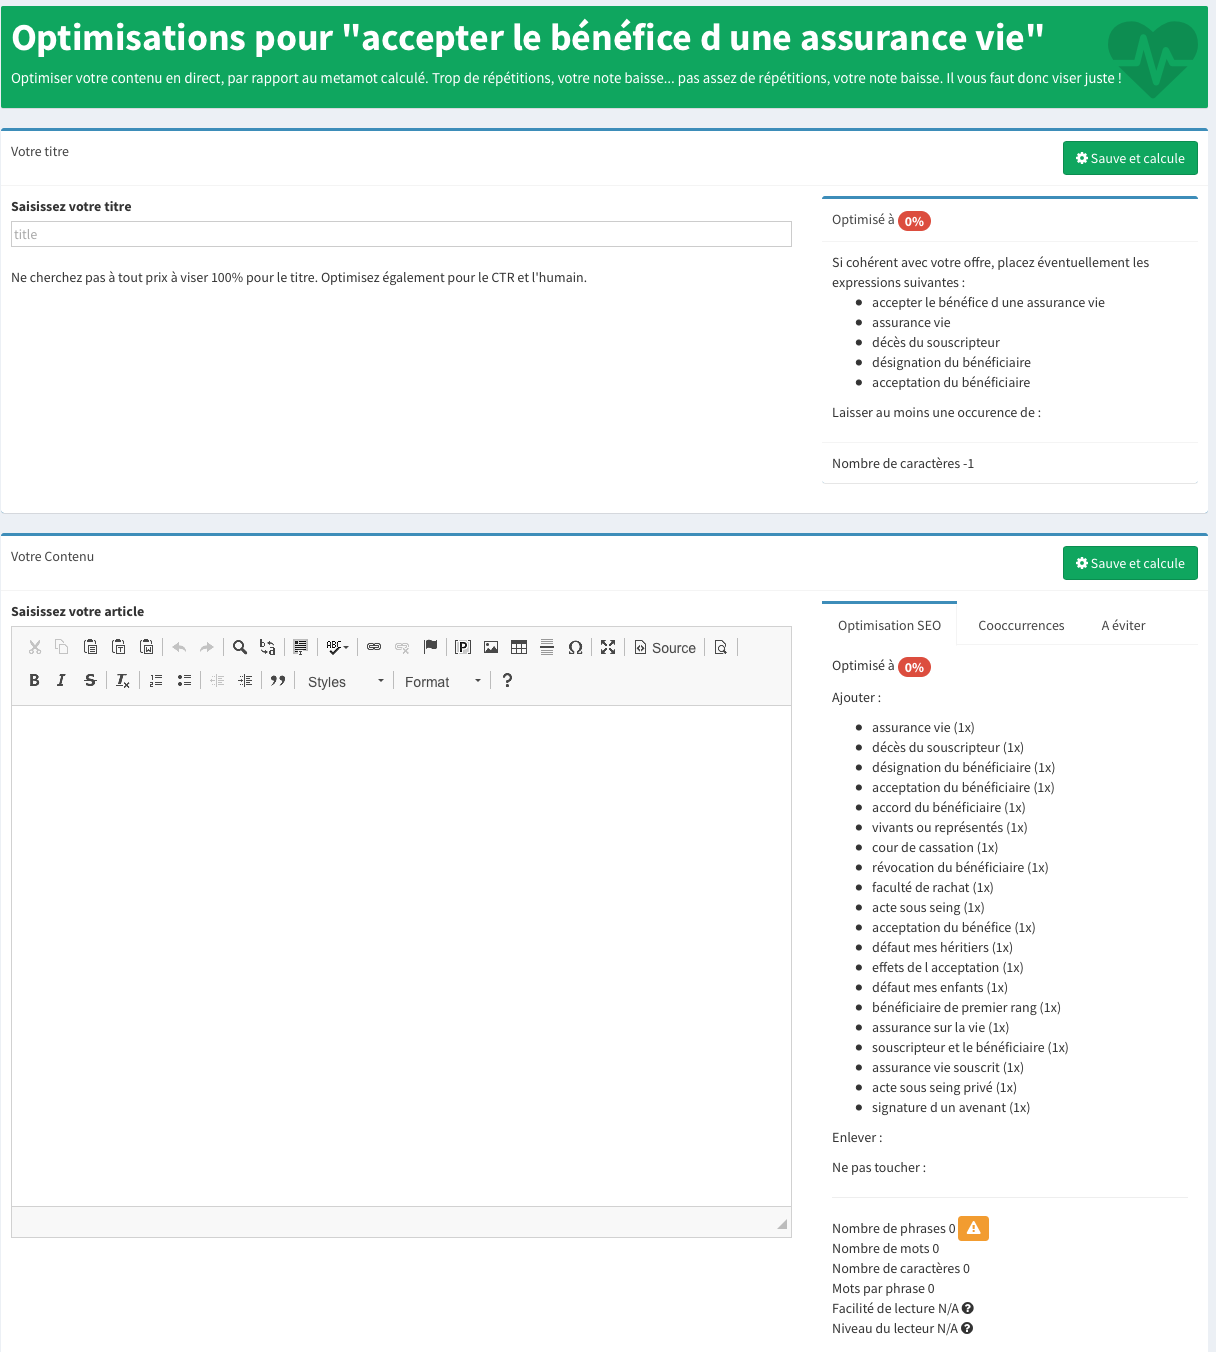 Optimisations pour "accepter le bénéfice d une assurance vie"
Optimiser votre contenu en direct, par rapport au metamot calculé. Trop de répétitions, votre note baisse... pas assez de répétitions, votre note baisse. Il vous faut donc viser juste !
Votre titre
Sauve et calcule
Saisissez votre titre
title
Ne cherchez pas à tout prix à viser 100% pour le titre. Optimisez également pour le CTR et l'humain.
Optimisé à 0%
Si cohérent avec votre offre, placez éventuellement les
expressions suivantes :
accepter le bénéfice d une assurance vie
assurance vie
décès du souscripteur
désignation du bénéficiaire
acceptation du bénéficiaire
Laisser au moins une occurence de :
Nombre de caractères -1
Votre Contenu
Sauve et calcule
Saisissez votre article
Source
Styles
Format
Optimisation SEO
Cooccurrences
A éviter
Optimisé à 0%
Ajouter :
assurance vie (1x)
décès du souscripteur (1x)
désignation du bénéficiaire (1x)
acceptation du bénéficiaire (1x)
accord du bénéficiaire (1x)
vivants ou représentés (1x)
cour de cassation (1x)
révocation du bénéficiaire (1x)
faculté de rachat (1x)
acte sous seing (1x)
acceptation du bénéfice (1x)
défaut mes héritiers (1x)
effets de l acceptation (1x)
défaut mes enfants (1x)
bénéficiaire de premier rang (1x)
assurance sur la vie (1x)
souscripteur et le bénéficiaire (1x)
assurance vie souscrit (1x)
acte sous seing privé (1x)
signature d un avenant (1x)
Enlever :
Ne pas toucher :
Nombre de phrases 0
Nombre de mots 0
Nombre de caractères 0
Mots par phrase 0
Facilité de lecture N/A
Niveau du lecteur N/A